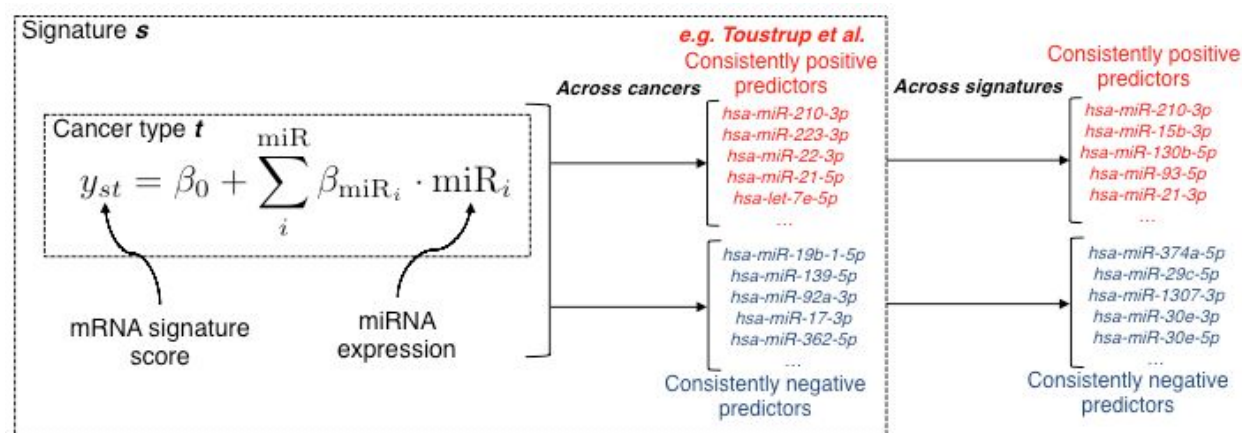 Signature s
Cancer type t
y_{st} = β_0 + \sum_{i}^{miR} β_{miR_i} · miR_i
mRNA signature
score
miRNA
expression
Across cancers
e.g. Toustrup et al.
Consistently positive
predictors
hsa-miR-210-3p
hsa-miR-223-3p
hsa-miR-22-3p
hsa-miR-21-5p
hsa-let-7e-5p
...
hsa-miR-19b-1-5p
hsa-miR-139-5p
hsa-miR-92a-3p
hsa-miR-17-3p
hsa-miR-362-5p
...
Consistently negative
predictors
Across signatures
Consistently positive
predictors
hsa-miR-210-3p
hsa-miR-15b-3p
hsa-miR-130b-5p
hsa-miR-93-5p
hsa-miR-21-3p
...
hsa-miR-374a-5p
hsa-miR-29c-5p
hsa-miR-1307-3p
hsa-miR-30e-3p
hsa-miR-30e-5p
...
Consistently negative
predictors